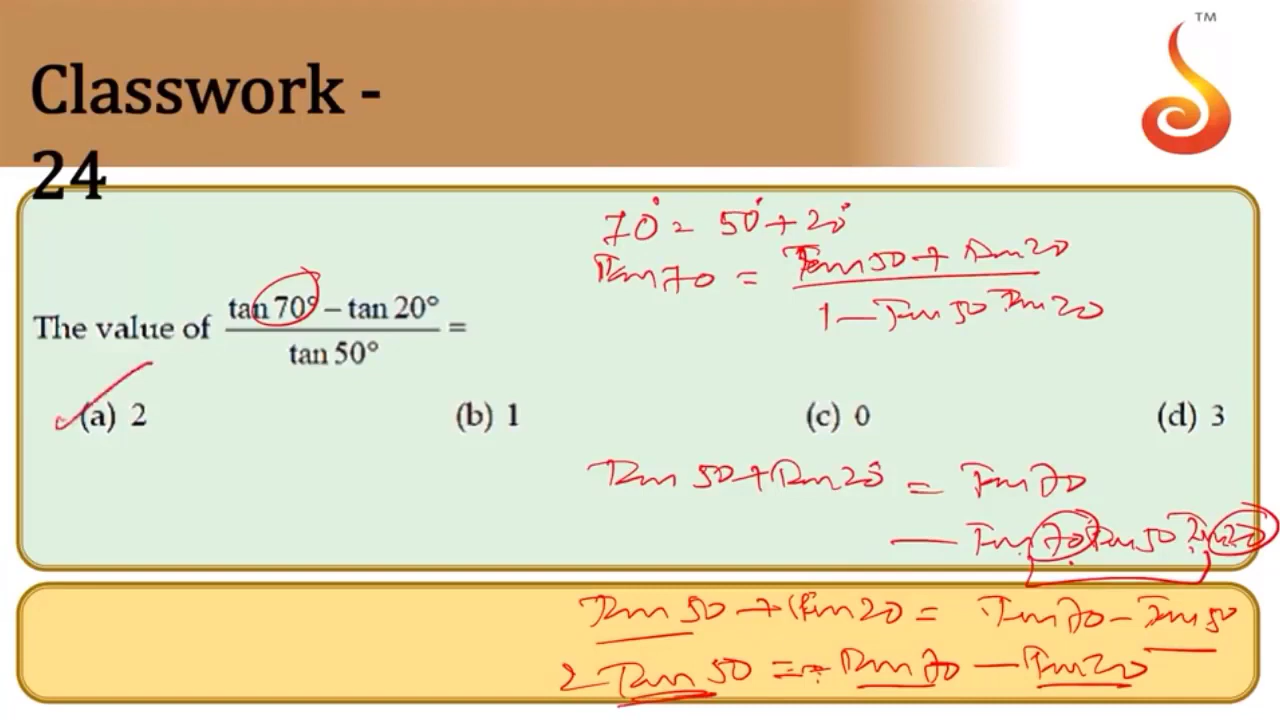 TM
Classwork -
24
70° = 50° + 20°
Tan 70 = Tan 50 + Tan 20
1 - Tan 50 Tan 20
The value of tan 70° – tan 20°
tan 50° =
(a) 2 (b) 1 (c) 0 (d) 3
Tan 50 + Tan 20 = Tan 70
— Tan 70 Tan 50 Tan 20
Tan 50 + Tan 20 = Tan 70 - Tan 50
2 Tan 50 = Tan 70 — Tan 20